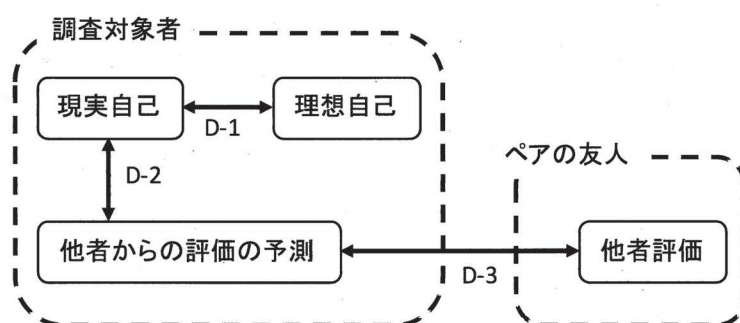 調査対象者
現実自己
理想自己
D-1
D-2
ペアの友人
他者からの評価の予測
他者評価
D-3